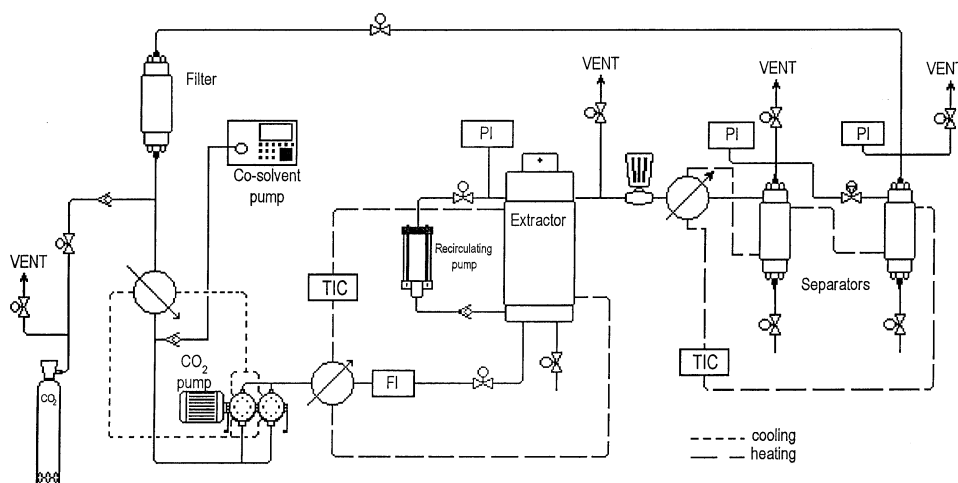 Filter
VENT
VENT
VENT
PI
PI
PI
Co-solvent
pump
Extractor
Recirculating
pump
VENT
TIC
Separators
CO2
pump
FI
TIC
CO2
cooling
heating